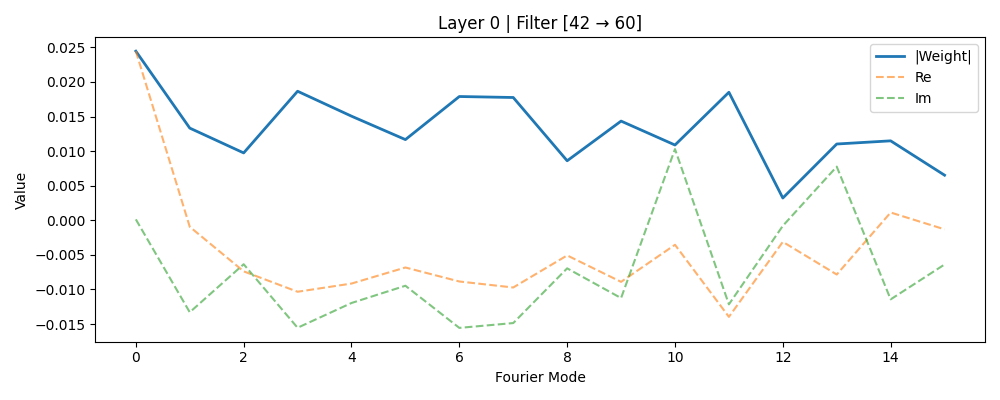 Layer 0 | Filter [42 → 60]
0.025
0.020
0.015
0.010
0.005
0.000
−0.005
−0.010
−0.015
Value
|Weight|
Re
Im
0 2 4 6 8 10 12 14
Fourier Mode